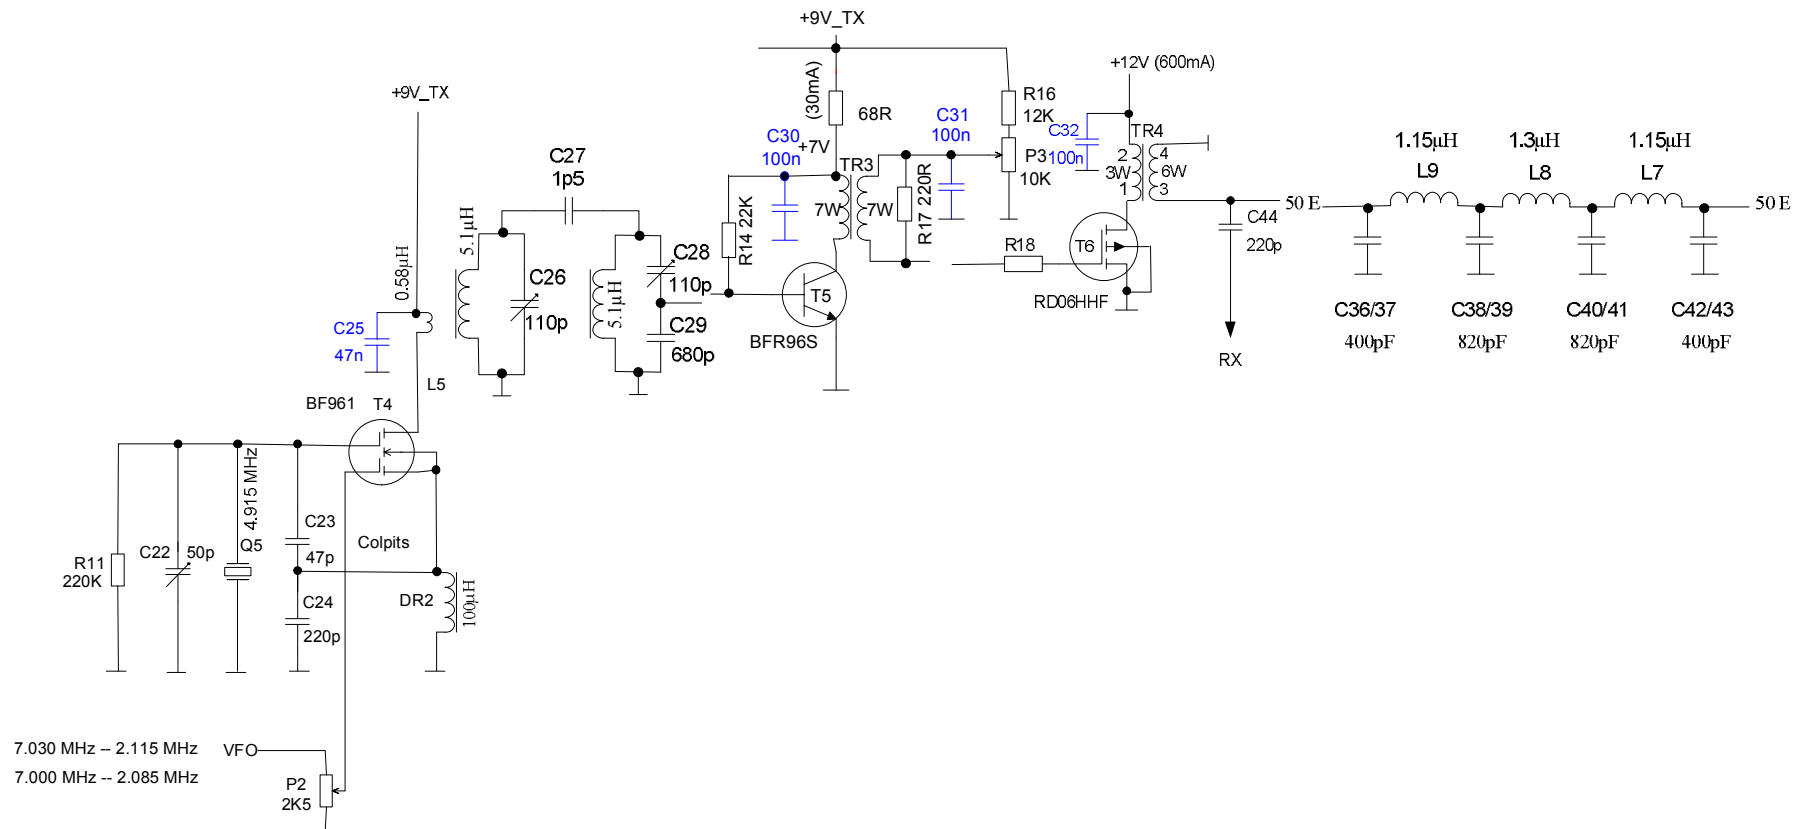 +9V_TX
+9V_TX
(30mA)
68R
C30
100n
+7V
TR3
7W
7W
R14 22K
T5
BFR96S
C31
100n
R17 220R
R16
12K
P3
10K
+12V (600mA)
C32
100n
TR4
2
3W
1
4
6W
3
R18
T6
RD06HHF
50 E
C44
220p
RX
1.15µH
L9
1.3µH
L8
1.15µH
L7
50 E
C36/37
400pF
C38/39
820pF
C40/41
820pF
C42/43
400pF
C27
1p5
5.1µH
C26
110p
5.1µH
C28
110p
C29
680p
0.58µH
C25
47n
L5
BF961
T4
4.915 MHz
R11
220K
C22
50p
Q5
C23
47p
Colpits
C24
220p
DR2
100µH
7.030 MHz -- 2.115 MHz
VFO
7.000 MHz -- 2.085 MHz
P2
2K5